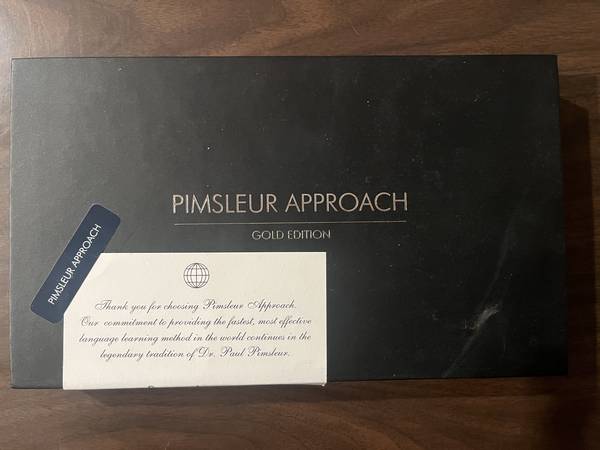 PIMSLEUR APPROACH
GOLD EDITION
PIMSLEUR APPROACH
Thank you for choosing Pimsleur Approach.
Our commitment to providing the fastest, most effective
language learning method in the world continues in the
legendary tradition of Dr. Paul Pimsleur.